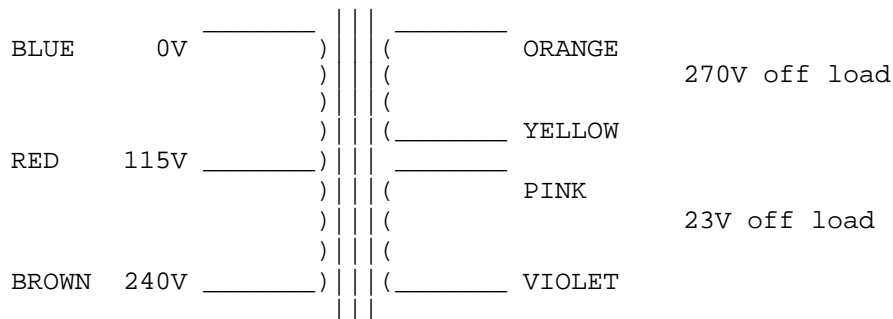 BLUE 0V ORANGE
270V off load
YELLOW
RED 115V
PINK
23V off load
BROWN 240V VIOLET